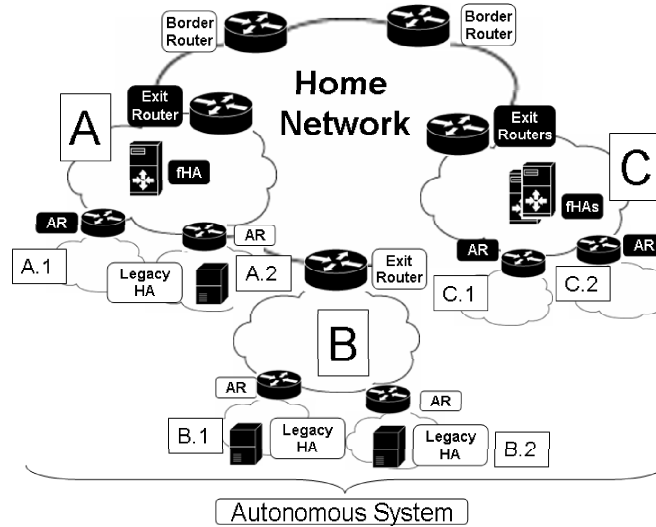 Border
Router
Border
Router
Home
Network
A
Exit
Router
Exit
Routers
C
fHA
fHAs
AR
AR
AR
AR
A.1
Legacy
HA
A.2
Exit
Router
C.1
C.2
B
AR
AR
B.1
Legacy
HA
Legacy
HA
B.2
Autonomous System